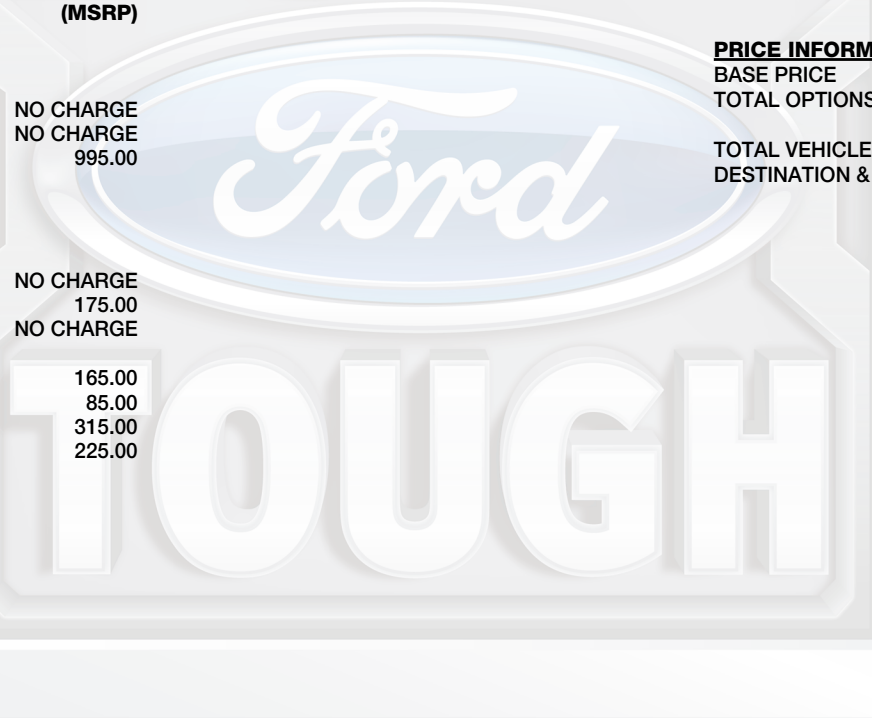 (MSRP)
NO CHARGE
NO CHARGE
995.00
NO CHARGE
175.00
NO CHARGE
165.00
85.00
315.00
225.00
PRICE INFORM
BASE PRICE
TOTAL OPTIONS
TOTAL VEHICLE
DESTINATION &
Ford
TOUGH